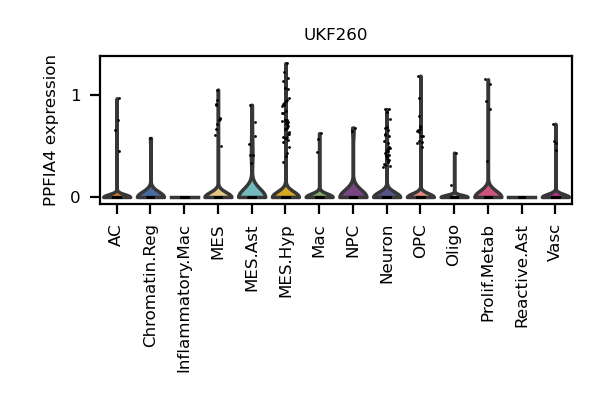 UKF260
PPFIA4 expression
1
0
AC
Chromatin.Reg
Inflammatory.Mac
MES
MES.Ast
MES.Hyp
Mac
NPC
Neuron
OPC
Oligo
Prolif.Metab
Reactive.Ast
Vasc